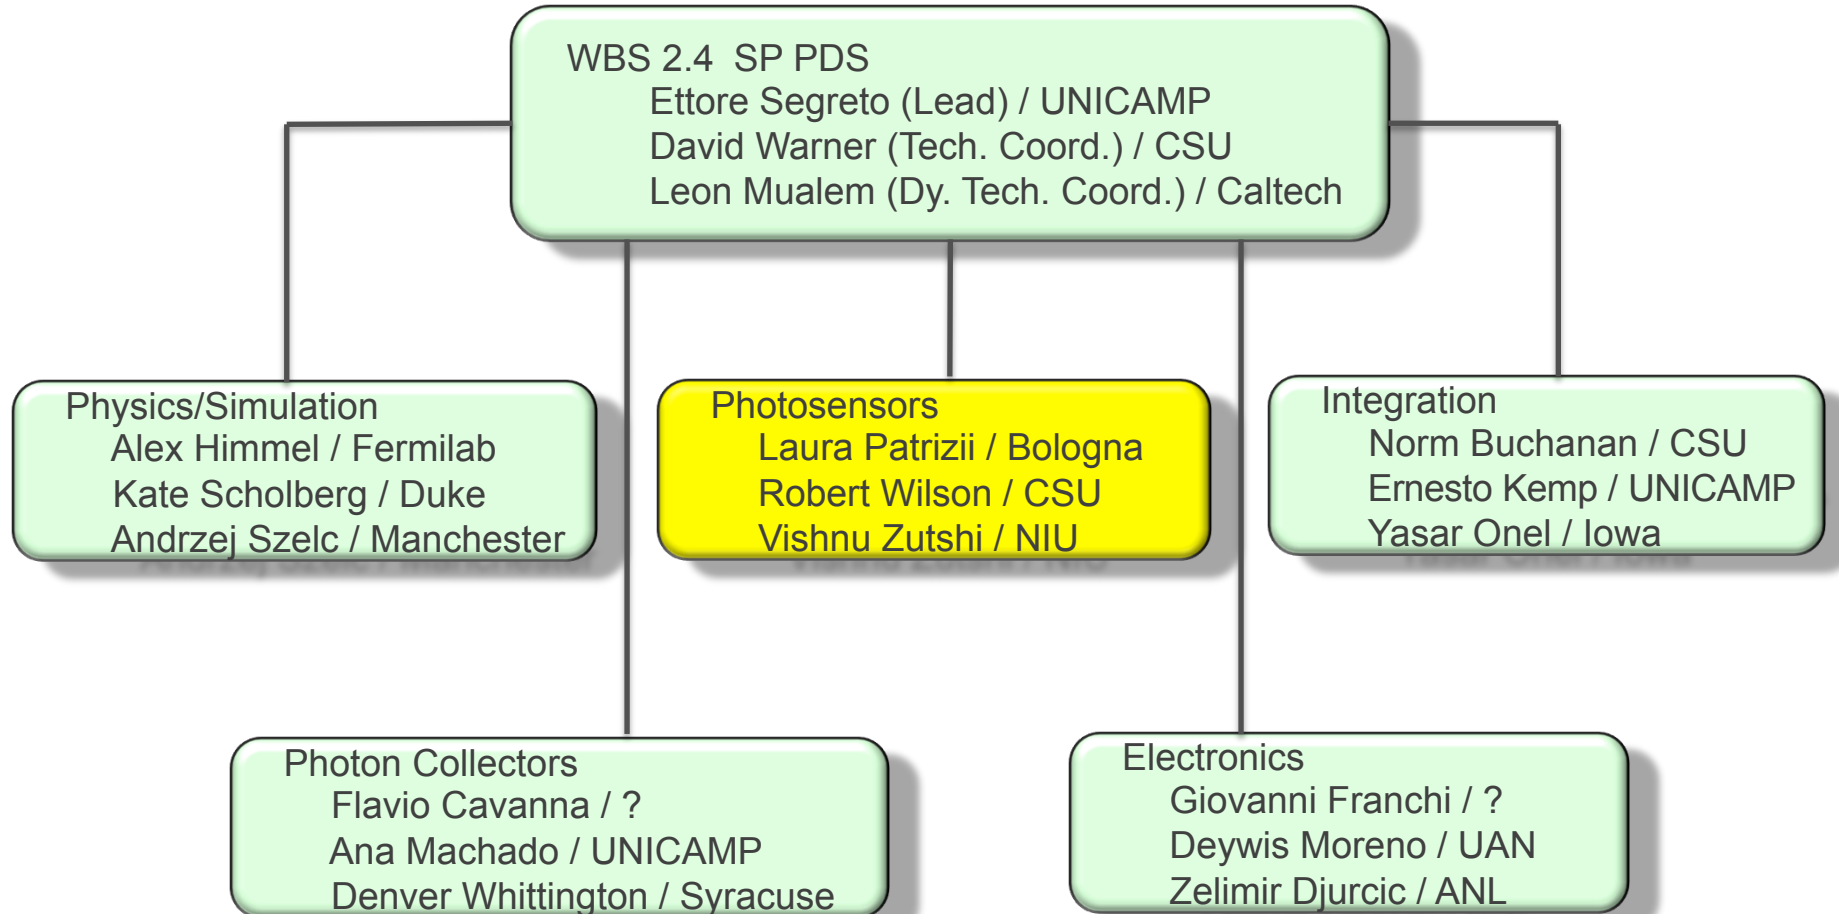 WBS 2.4  SP PDS
Ettore Segreto (Lead) / UNICAMP
David Warner (Tech. Coord.) / CSU
Leon Mualem (Dy. Tech. Coord.) / Caltech
Physics/Simulation
Alex Himmel / Fermilab
Kate Scholberg / Duke
Andrzej Szelc / Manchester
Photosensors
Laura Patrizii / Bologna
Robert Wilson / CSU
Vishnu Zutshi / NIU
Integration
Norm Buchanan / CSU
Ernesto Kemp / UNICAMP
Yasar Onel / Iowa
Photon Collectors
Flavio Cavanna / ?
Ana Machado / UNICAMP
Denver Whittington / Syracuse
Electronics
Giovanni Franchi / ?
Deywis Moreno / UAN
Zelimir Djurcic / ANL